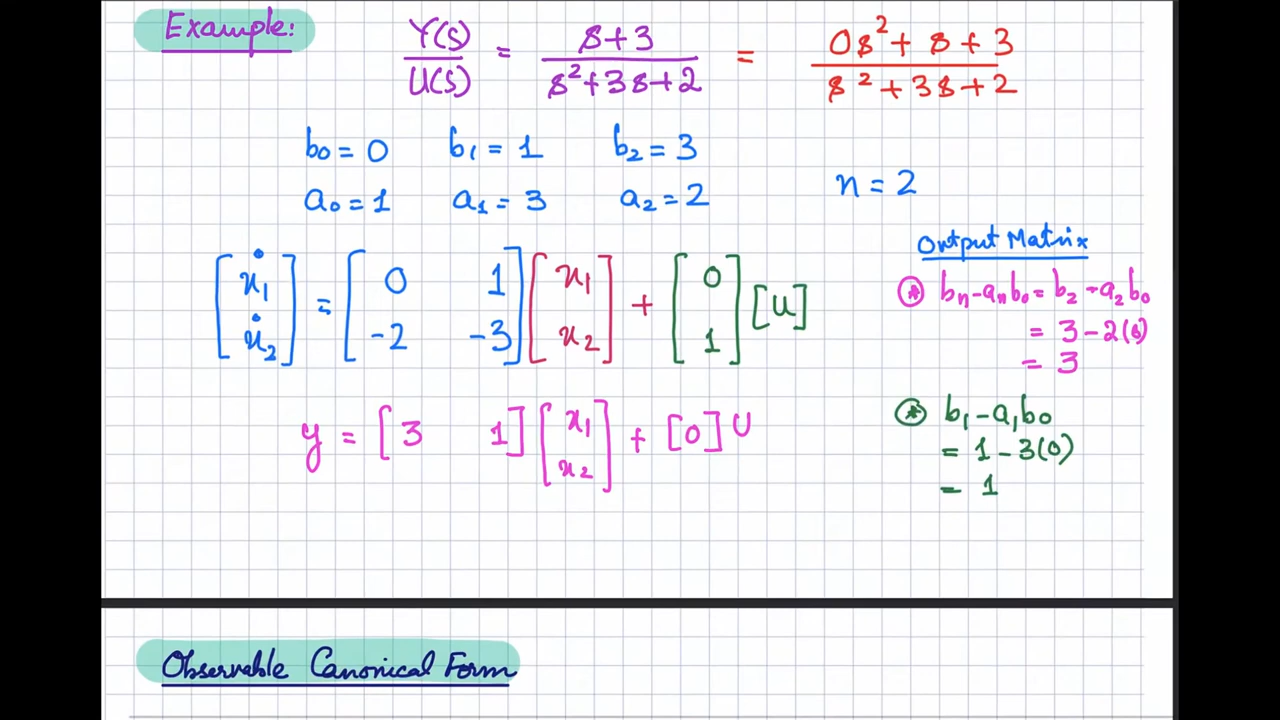 Example:
Y(S)/U(S) = s+3/s²+3s+2 = 0s²+s+3/s²+3s+2
b₀ = 0 b₁ = 1 b₂ = 3
a₀ = 1 a₁ = 3 a₂ = 2
n = 2
[ẋ₁ ẋ₂] = [0 1 -2 -3] [x₁ x₂] + [0 1] [U]
y = [3 1] [x₁ x₂] + [0] U
Output Matrix
* bₙ-aₙb₀ = b₂-a₂b₀
= 3-2(0)
= 3
* b₁-a₁b₀
= 1-3(0)
= 1
Observable Canonical Form